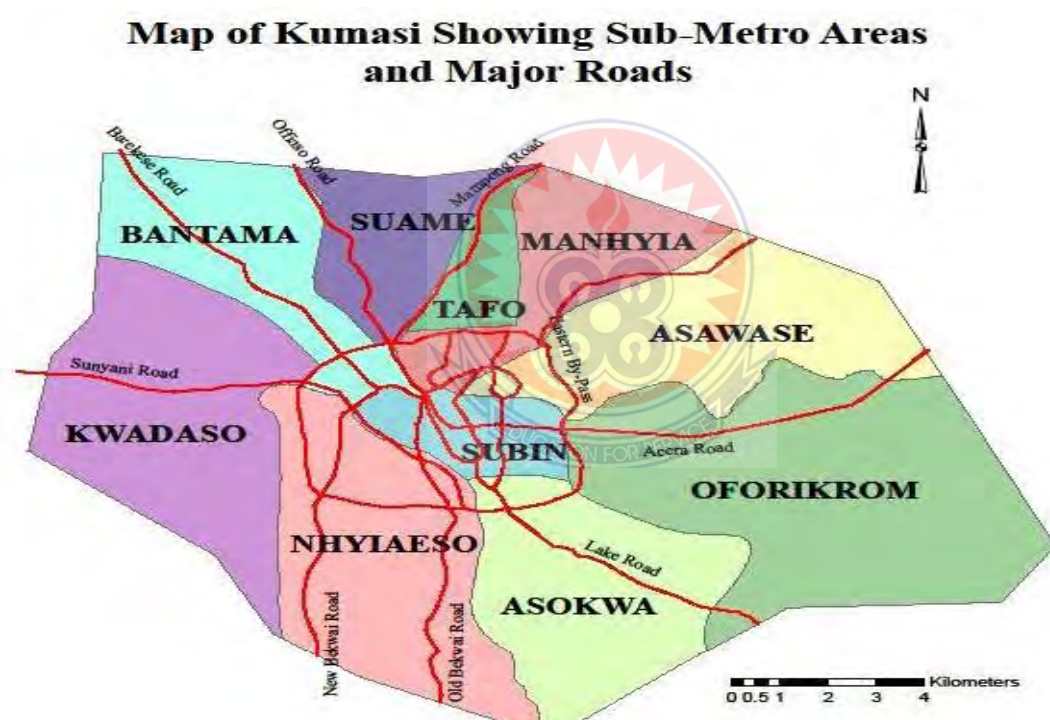 Map of Kumasi Showing Sub-Metro Areas
and Major Roads
N
Barekese Road
Offinso Road
Mampong Road
SUAME
BANTAMA
MANHYIA
TAFO
ASAWASE
Eastern By-Pass
Sunyani Road
KWADASO
SUBIN
FOR SERVICE
Accra Road
OFORIKROM
NHYIAESO
Lake Road
ASOKWA
New Bekwai Road
Old Bekwai Road
Kilometers
0 0.5 1 2 3 4